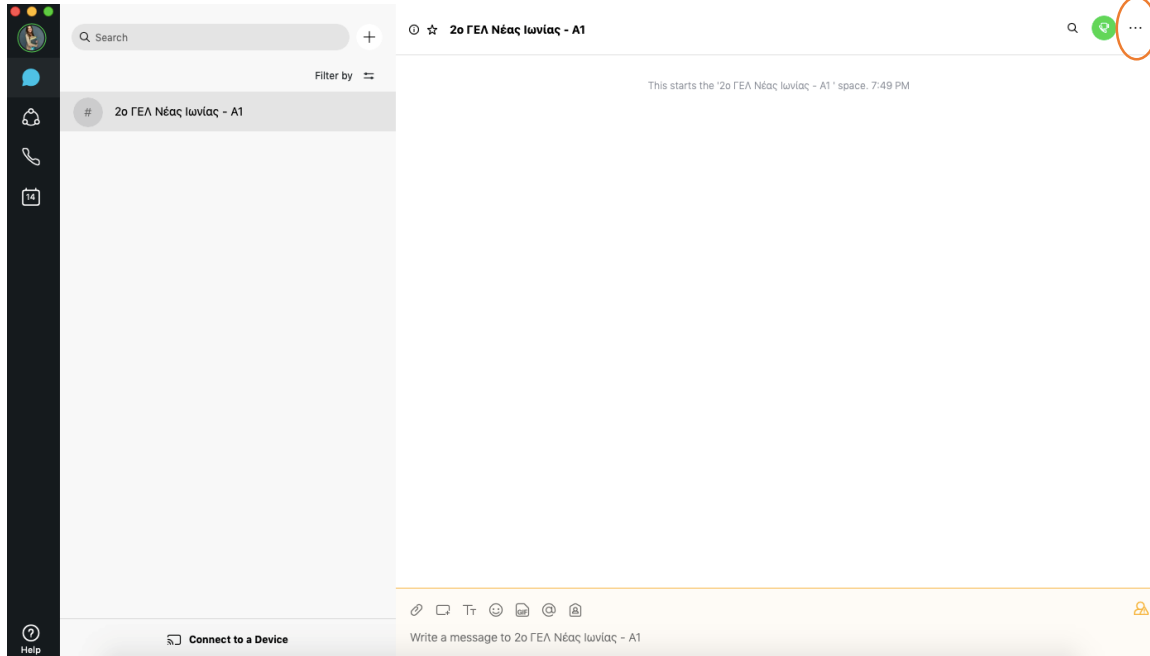 Search
2ο ΓΕΛ Νέας Ιωνίας - Α1
Filter by
This starts the '2ο ΓΕΛ Νέας Ιωνίας - Α1 ' space. 7:49 PM
# 2ο ΓΕΛ Νέας Ιωνίας - Α1
14
GIF
Write a message to 2ο ΓΕΛ Νέας Ιωνίας - Α1
Connect to a Device
Help